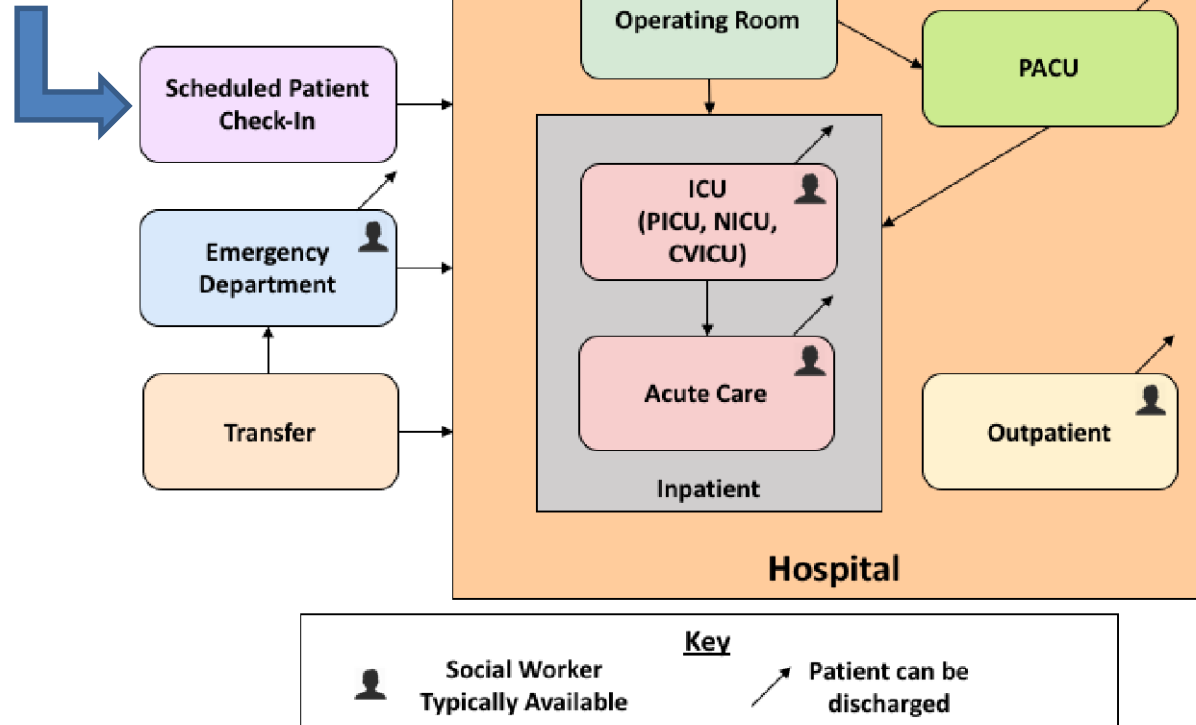 Operating Room
PACU
Scheduled Patient
Check-In
ICU
(PICU, NICU,
CVICU)
Emergency
Department
Acute Care
Transfer
Outpatient
Inpatient
Hospital
Key
Social Worker
Typically Available
Patient can be
discharged